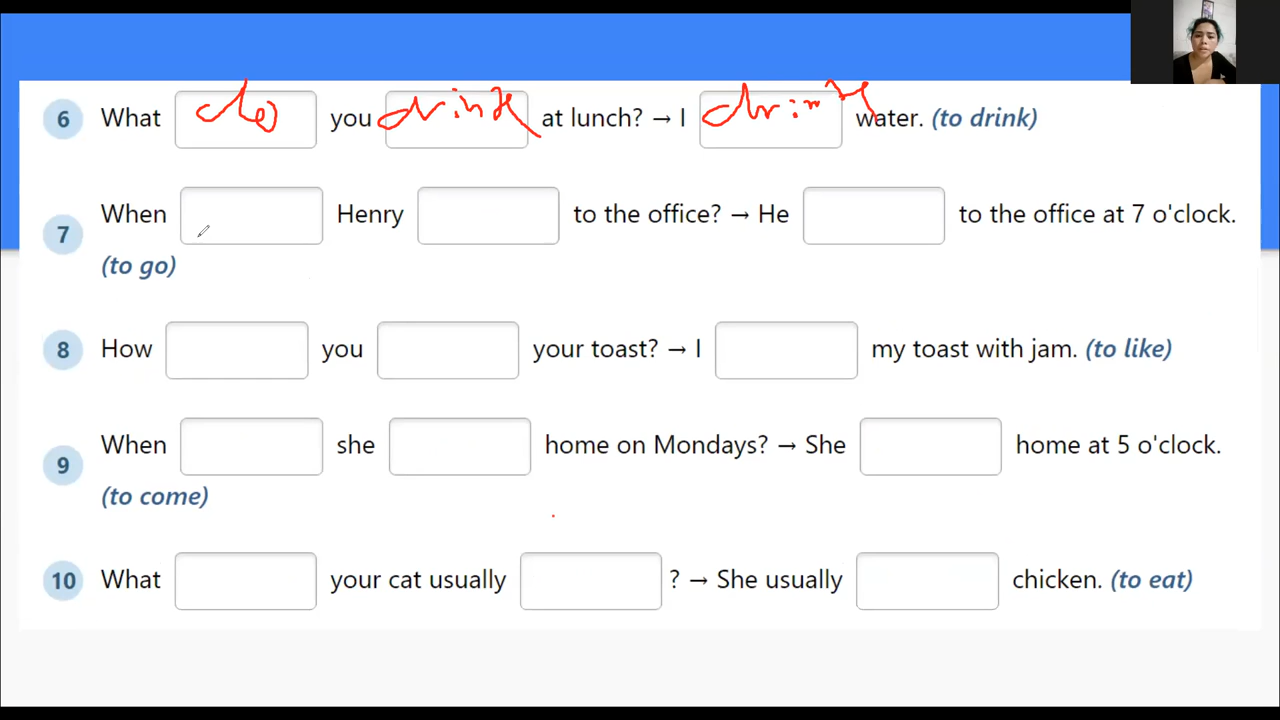 6 What do you drink at lunch? → I drink water. (to drink)
7 When Henry to the office? → He to the office at 7 o'clock.
(to go)
8 How you your toast? → I my toast with jam. (to like)
9 When she home on Mondays? → She home at 5 o'clock.
(to come)
10 What your cat usually ? → She usually chicken. (to eat)